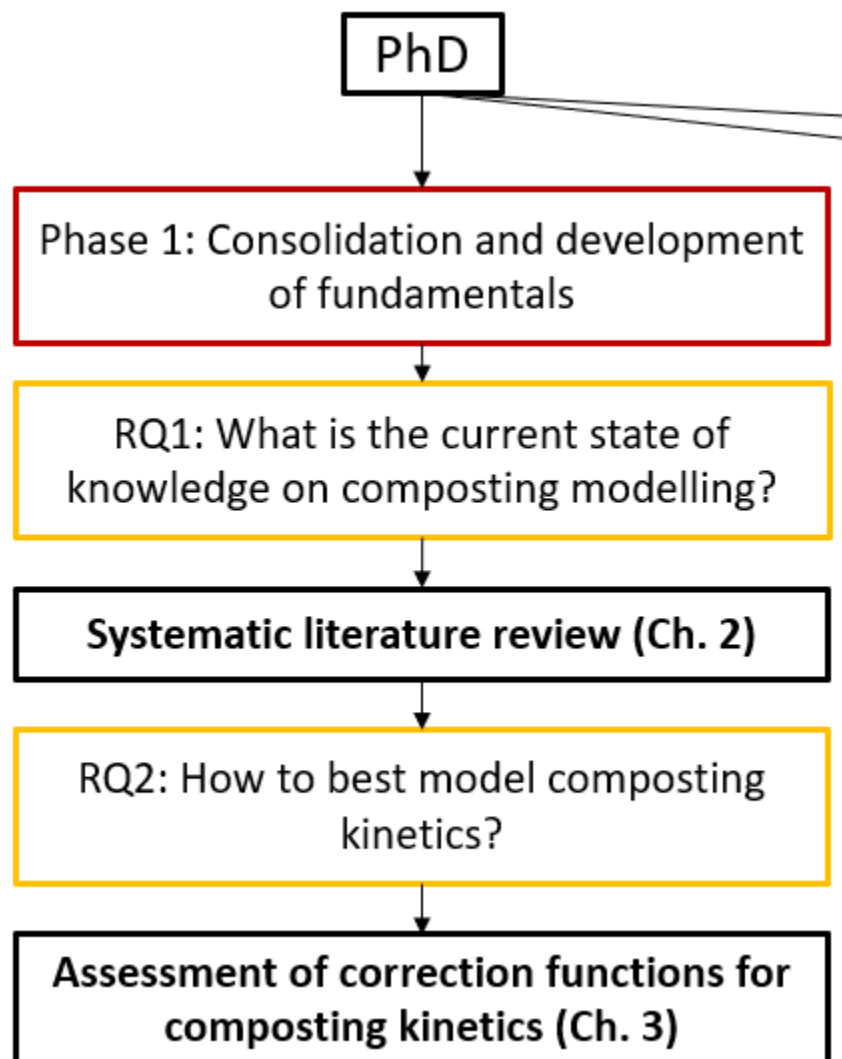 PhD
Phase 1: Consolidation and development
of fundamentals
RQ1: What is the current state of
knowledge on composting modelling?
Systematic literature review (Ch. 2)
RQ2: How to best model composting
kinetics?
Assessment of correction functions for
composting kinetics (Ch. 3)